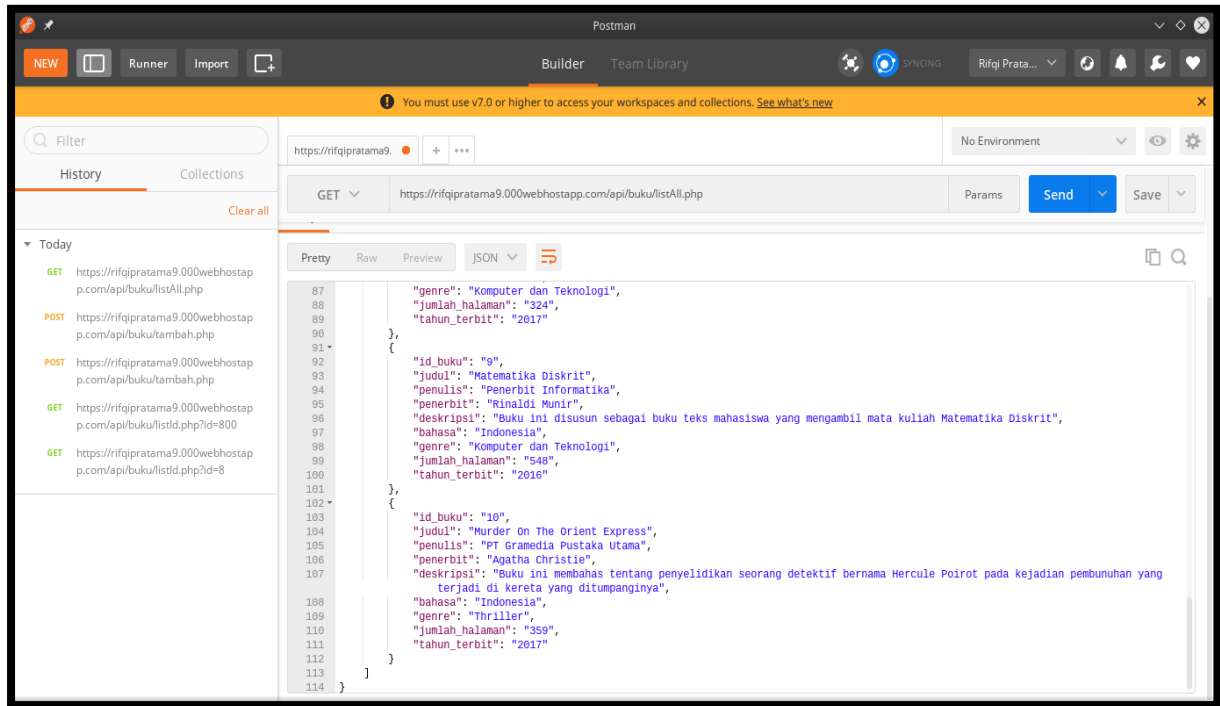 Postman
NEW
Runner
Import
Builder
Team Library
SYNCING
Rifqi Prata...
You must use v7.0 or higher to access your workspaces and collections. See what's new
Filter
History
Collections
Clear all
Today
GET https://rifqipratama9.000webhostap
p.com/api/buku/listAll.php
POST https://rifqipratama9.000webhostap
p.com/api/buku/tambah.php
POST https://rifqipratama9.000webhostap
p.com/api/buku/tambah.php
GET https://rifqipratama9.000webhostap
p.com/api/buku/listId.php?id=800
GET https://rifqipratama9.000webhostap
p.com/api/buku/listId.php?id=8
https://rifqipratama9.
No Environment
GET
https://rifqipratama9.000webhostapp.com/api/buku/listAll.php
Params
Send
Save
Pretty
Raw
Preview
JSON
87 "genre": "Komputer dan Teknologi",
88 "jumlah_halaman": "324",
89 "tahun_terbit": "2017"
90 },
91 {
92 "id_buku": "9",
93 "judul": "Matematika Diskrit",
94 "penulis": "Penerbit Informatika",
95 "penerbit": "Rinaldi Munir",
96 "deskripsi": "Buku ini disusun sebagai buku teks mahasiswa yang mengambil mata kuliah Matematika Diskrit",
97 "bahasa": "Indonesia",
98 "genre": "Komputer dan Teknologi",
99 "jumlah_halaman": "548",
100 "tahun_terbit": "2016"
101 },
102 {
103 "id_buku": "10",
104 "judul": "Murder On The Orient Express",
105 "penulis": "PT Gramedia Pustaka Utama",
106 "penerbit": "Agatha Christie",
107 "deskripsi": "Buku ini membahas tentang penyelidikan seorang detektif bernama Hercule Poirot pada kejadian pembunuhan yang
terjadi di kereta yang ditumpanginya",
108 "bahasa": "Indonesia",
109 "genre": "Thriller",
110 "jumlah_halaman": "359",
111 "tahun_terbit": "2017"
112 }
113 ]
114 }